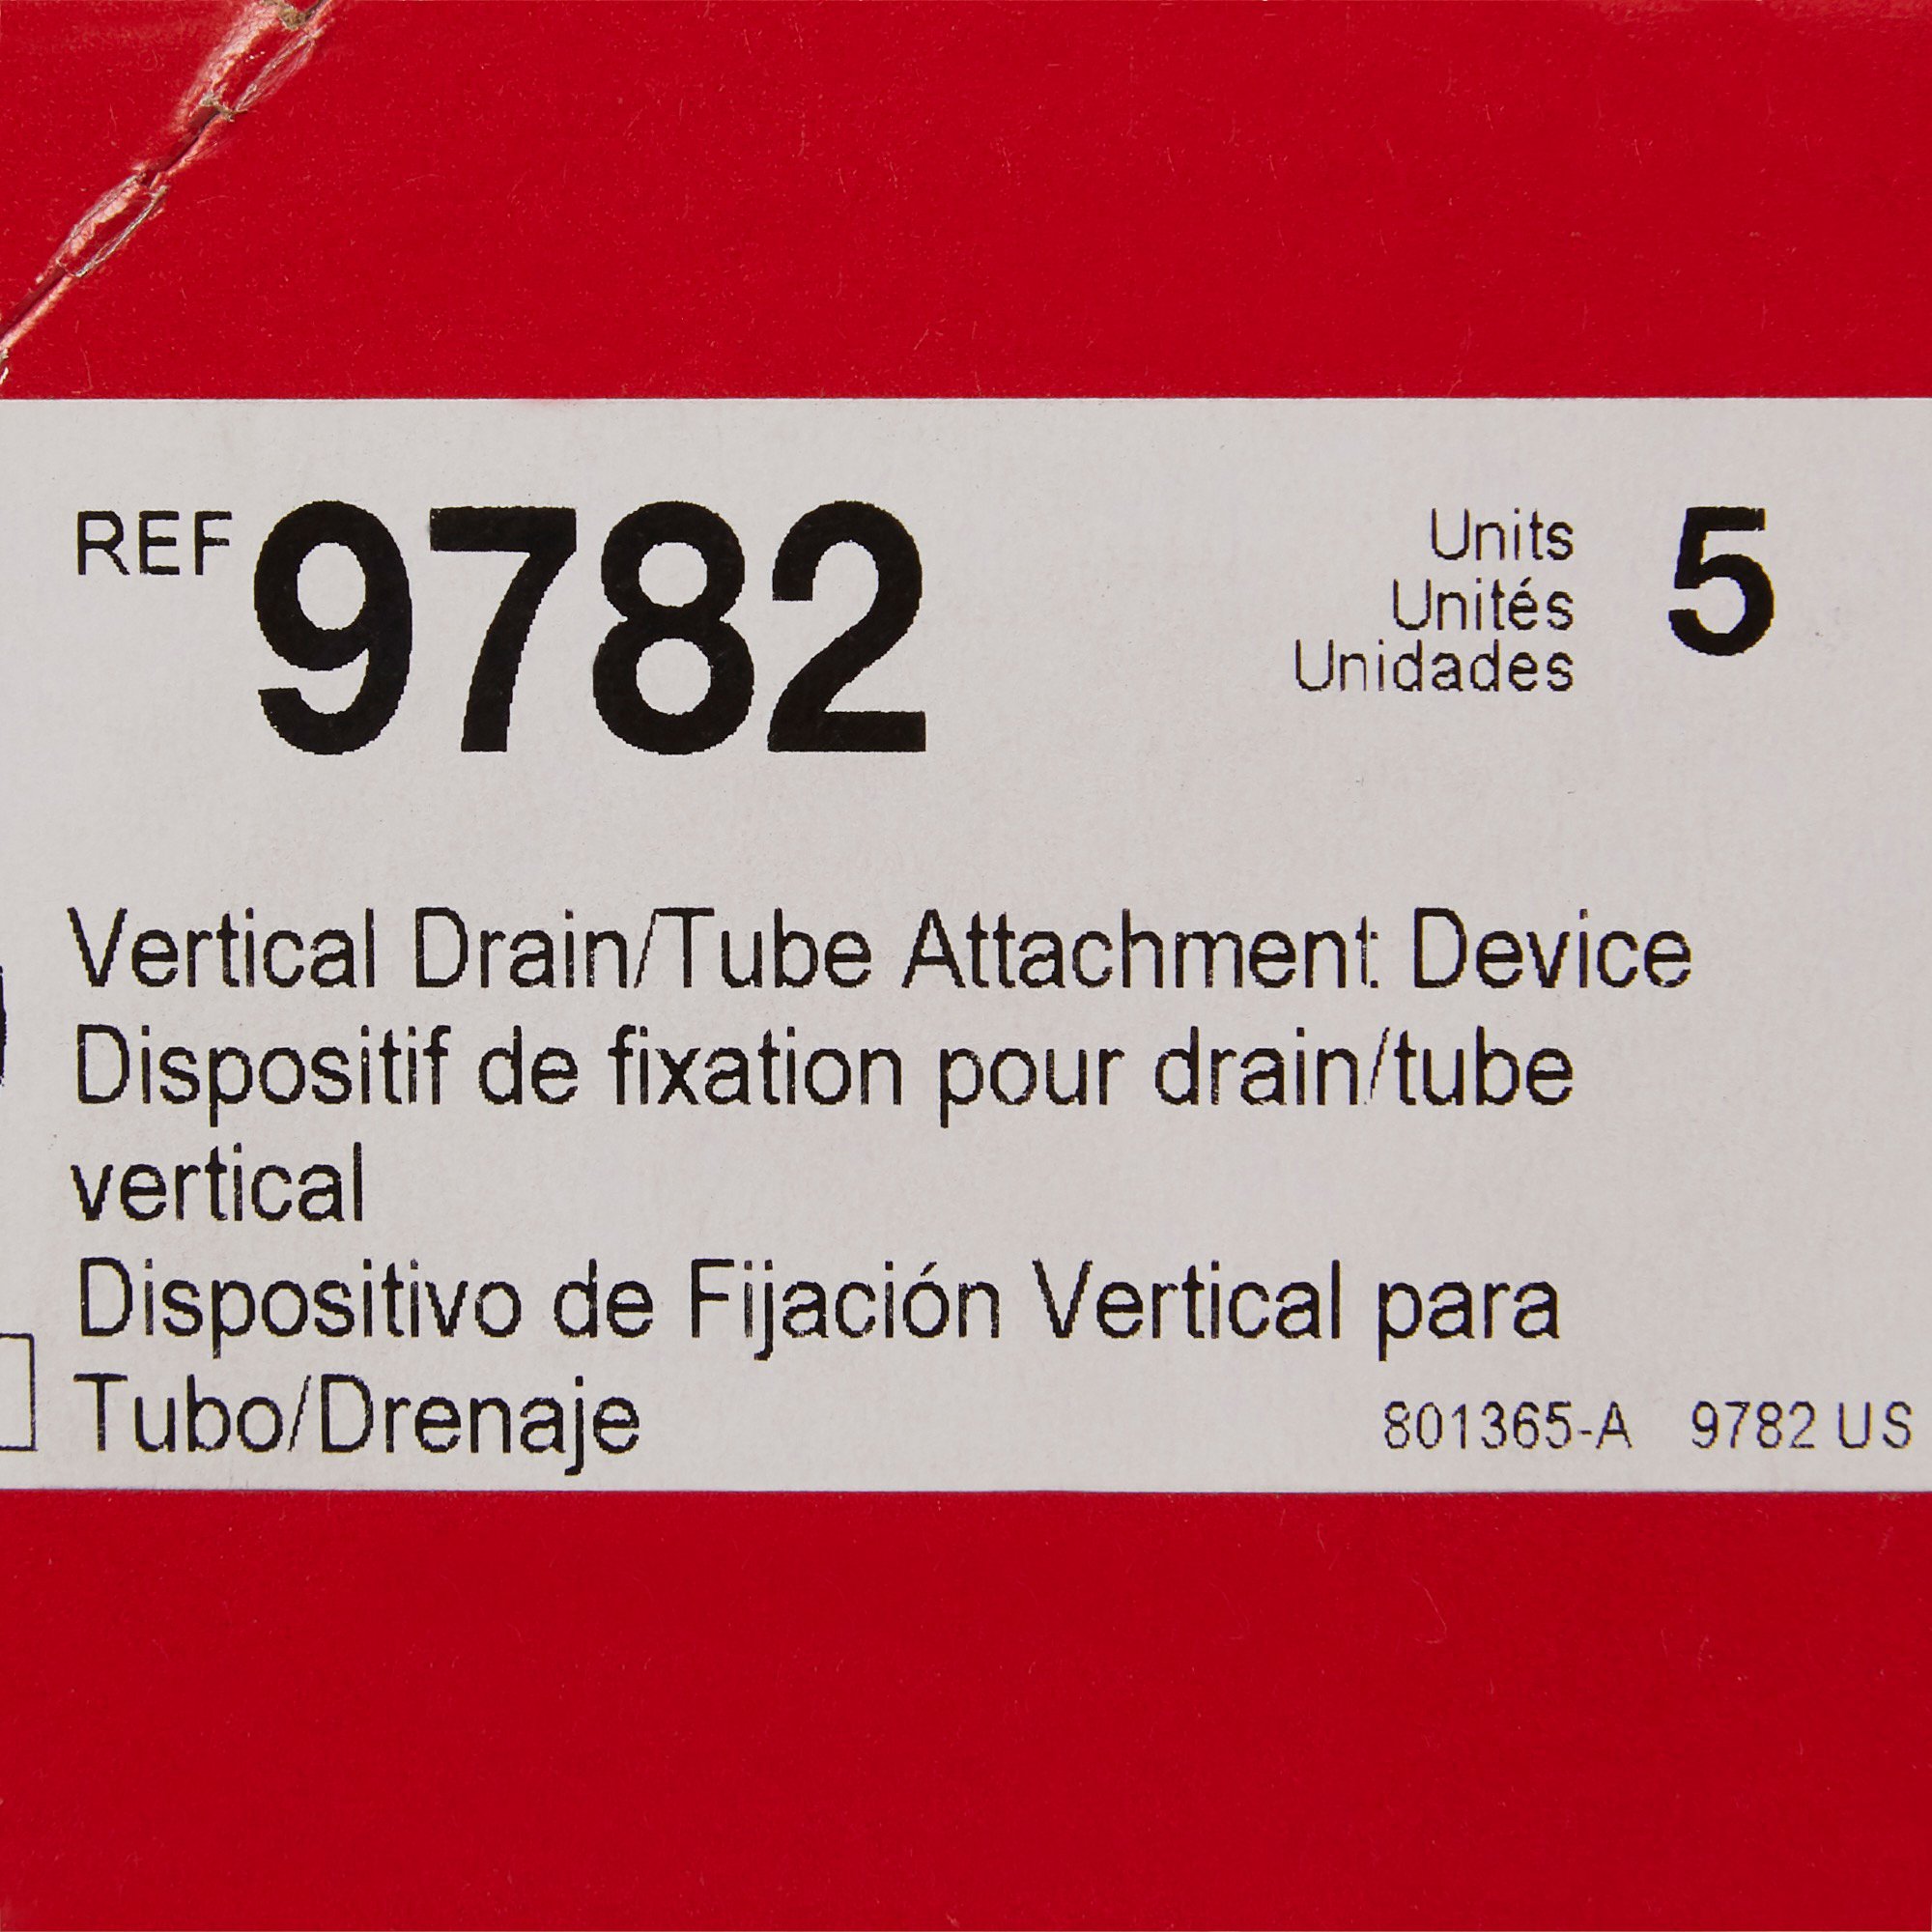 REF 9782
Units 5
Unités
Unidades
Vertical Drain/Tube Attachment Device
Dispositif de fixation pour drain/tube
vertical
Dispositivo de Fijación Vertical para
Tubo/Drenaje
801365-A 9782 US